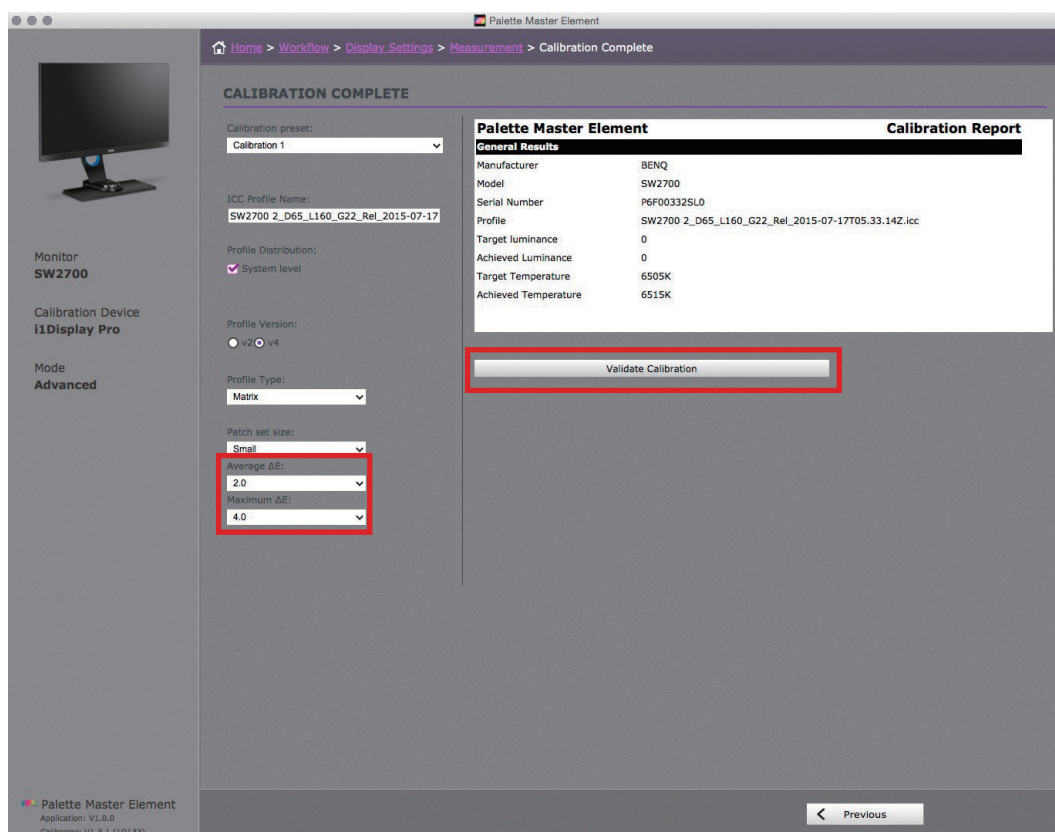 Palette Master Element
Home > Workflow > Display Settings > Measurement > Calibration Complete
CALIBRATION COMPLETE
Calibration preset:
Calibration 1
ICC Profile Name:
SW2700 2_D65_L160_G22_Rel_2015-07-17
Profile Distribution:
System level
Profile Version:
v2 v4
Profile Type:
Matrix
Patch set size:
Small
Average ΔE:
2.0
Maximum ΔE:
4.0
Palette Master Element Calibration Report
General Results
Manufacturer BENQ
Model SW2700
Serial Number P6F00332SL0
Profile SW2700 2_D65_L160_G22_Rel_2015-07-17T05.33.14Z.icc
Target luminance 0
Achieved Luminance 0
Target Temperature 6505K
Achieved Temperature 6515K
Validate Calibration
Monitor
SW2700
Calibration Device
i1Display Pro
Mode
Advanced
Palette Master Element
Application: V1.0.0
Previous